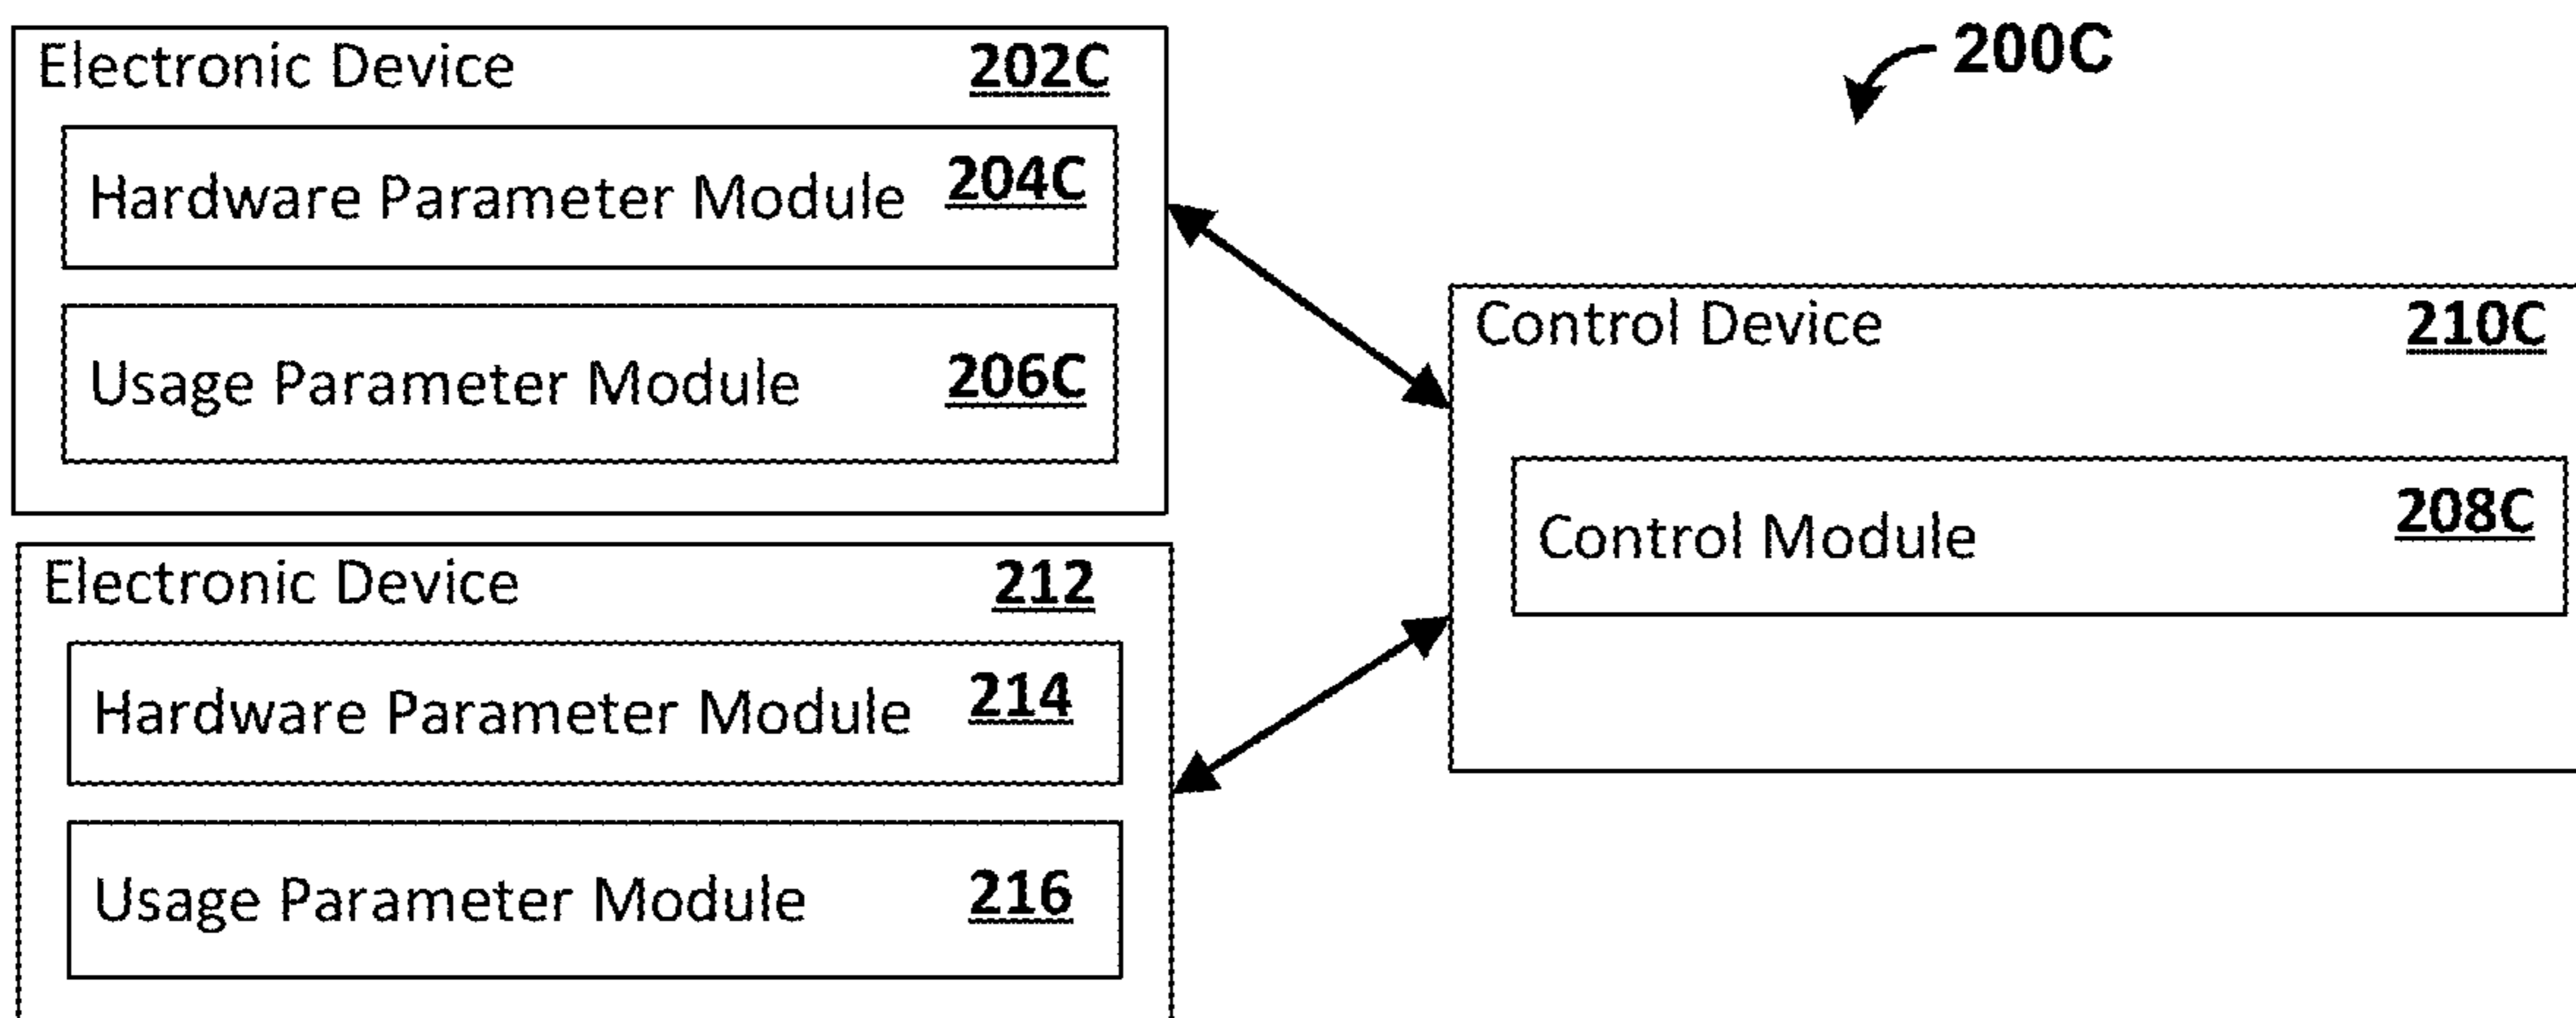 Electronic Device 202C
Hardware Parameter Module 204C
Usage Parameter Module 206C
Electronic Device 212
Hardware Parameter Module 214
Usage Parameter Module 216
200C
Control Device 210C
Control Module 208C